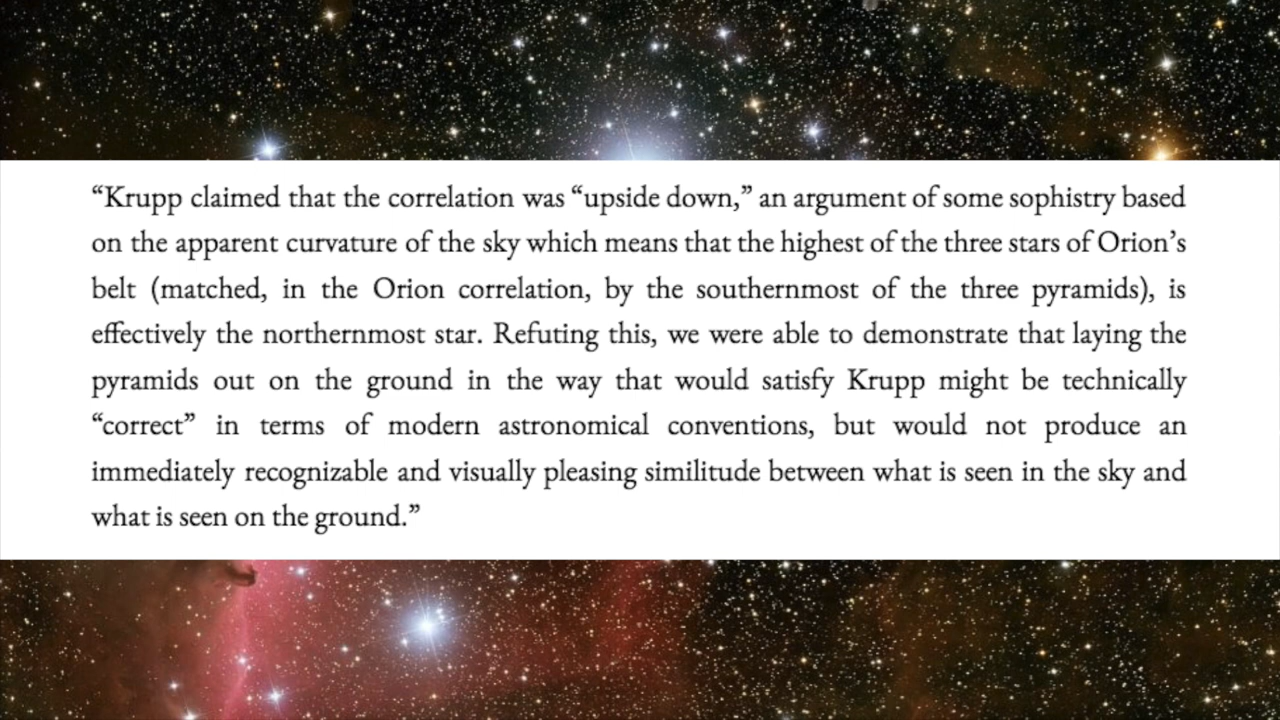 “Krupp claimed that the correlation was “upside down,” an argument of some sophistry based
on the apparent curvature of the sky which means that the highest of the three stars of Orion’s
belt (matched, in the Orion correlation, by the southernmost of the three pyramids), is
effectively the northernmost star. Refuting this, we were able to demonstrate that laying the
pyramids out on the ground in the way that would satisfy Krupp might be technically
“correct” in terms of modern astronomical conventions, but would not produce an
immediately recognizable and visually pleasing similitude between what is seen in the sky and
what is seen on the ground.”